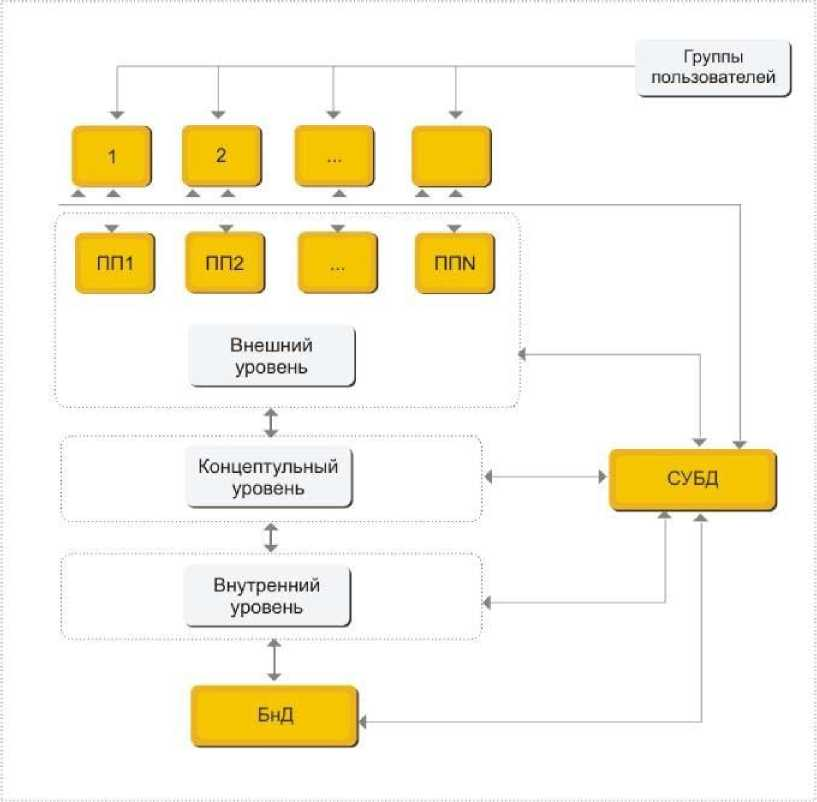 Группы
пользователей
1
2
...
ПП1
ПП2
...
ППN
Внешний
уровень
Концептульный
уровень
СУБД
Внутренний
уровень
БнД